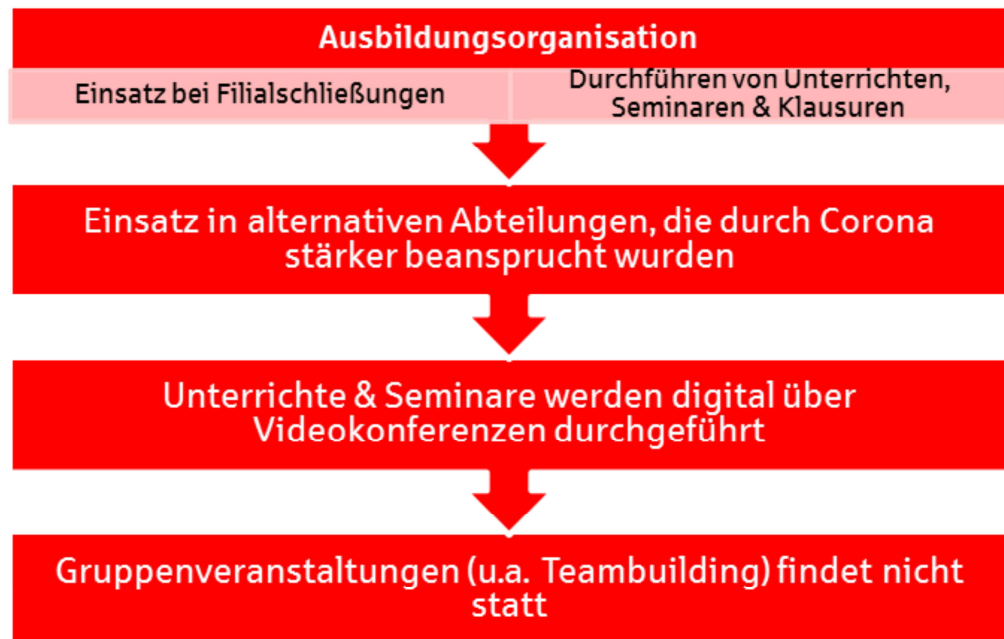 Ausbildungsorganisation
Einsatz bei Filialschließungen
Durchführen von Unterrichten,
Seminaren & Klausuren
Einsatz in alternativen Abteilungen, die durch Corona
stärker beansprucht wurden
Unterrichte & Seminare werden digital über
Videokonferenzen durchgeführt
Gruppenveranstaltungen (u.a. Teambuilding) findet nicht
statt